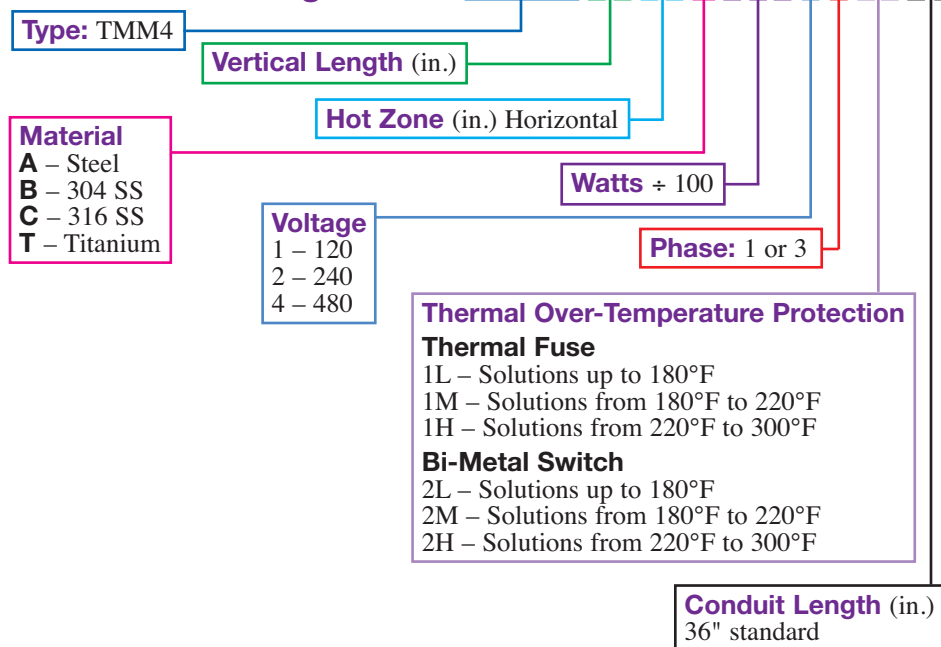 Type: TMM4
Vertical Length (in.)
Hot Zone (in.) Horizontal
Material
A – Steel
B – 304 SS
C – 316 SS
T – Titanium
Watts ÷ 100
Voltage
1 – 120
2 – 240
4 – 480
Phase: 1 or 3
Thermal Over-Temperature Protection
Thermal Fuse
1L – Solutions up to 180°F
1M – Solutions from 180°F to 220°F
1H – Solutions from 220°F to 300°F
Bi-Metal Switch
2L – Solutions up to 180°F
2M – Solutions from 180°F to 220°F
2H – Solutions from 220°F to 300°F
Conduit Length (in.)
36" standard